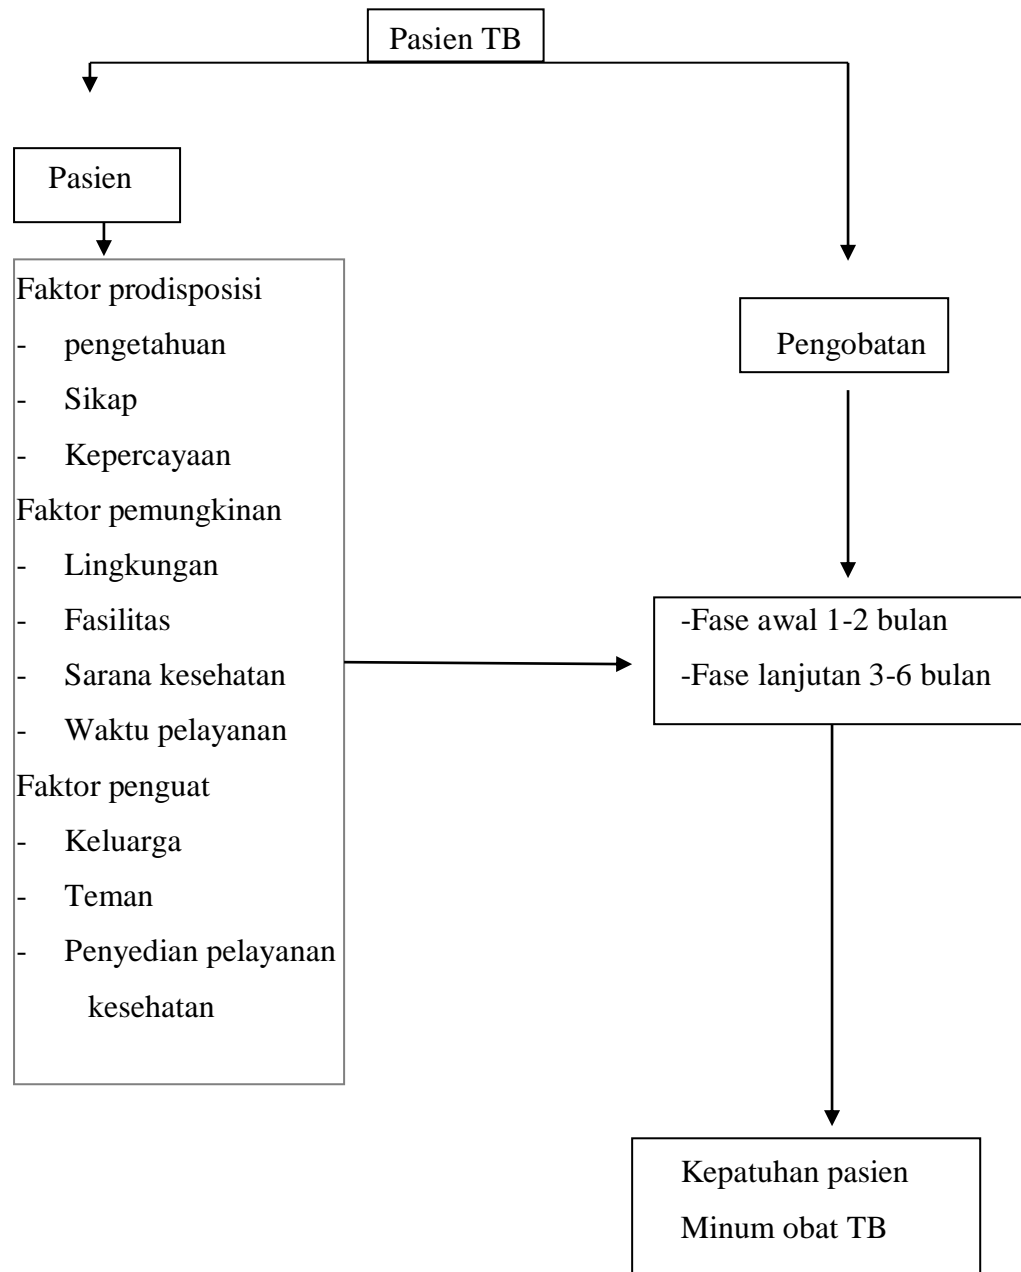 Pasien TB
Pasien
Faktor prodisposisi
- pengetahuan
- Sikap
- Kepercayaan
Faktor pemungkinan
- Lingkungan
- Fasilitas
- Sarana kesehatan
- Waktu pelayanan
Faktor penguat
- Keluarga
- Teman
- Penyedian pelayanan
kesehatan
Pengobatan
-Fase awal 1-2 bulan
-Fase lanjutan 3-6 bulan
Kepatuhan pasien
Minum obat TB